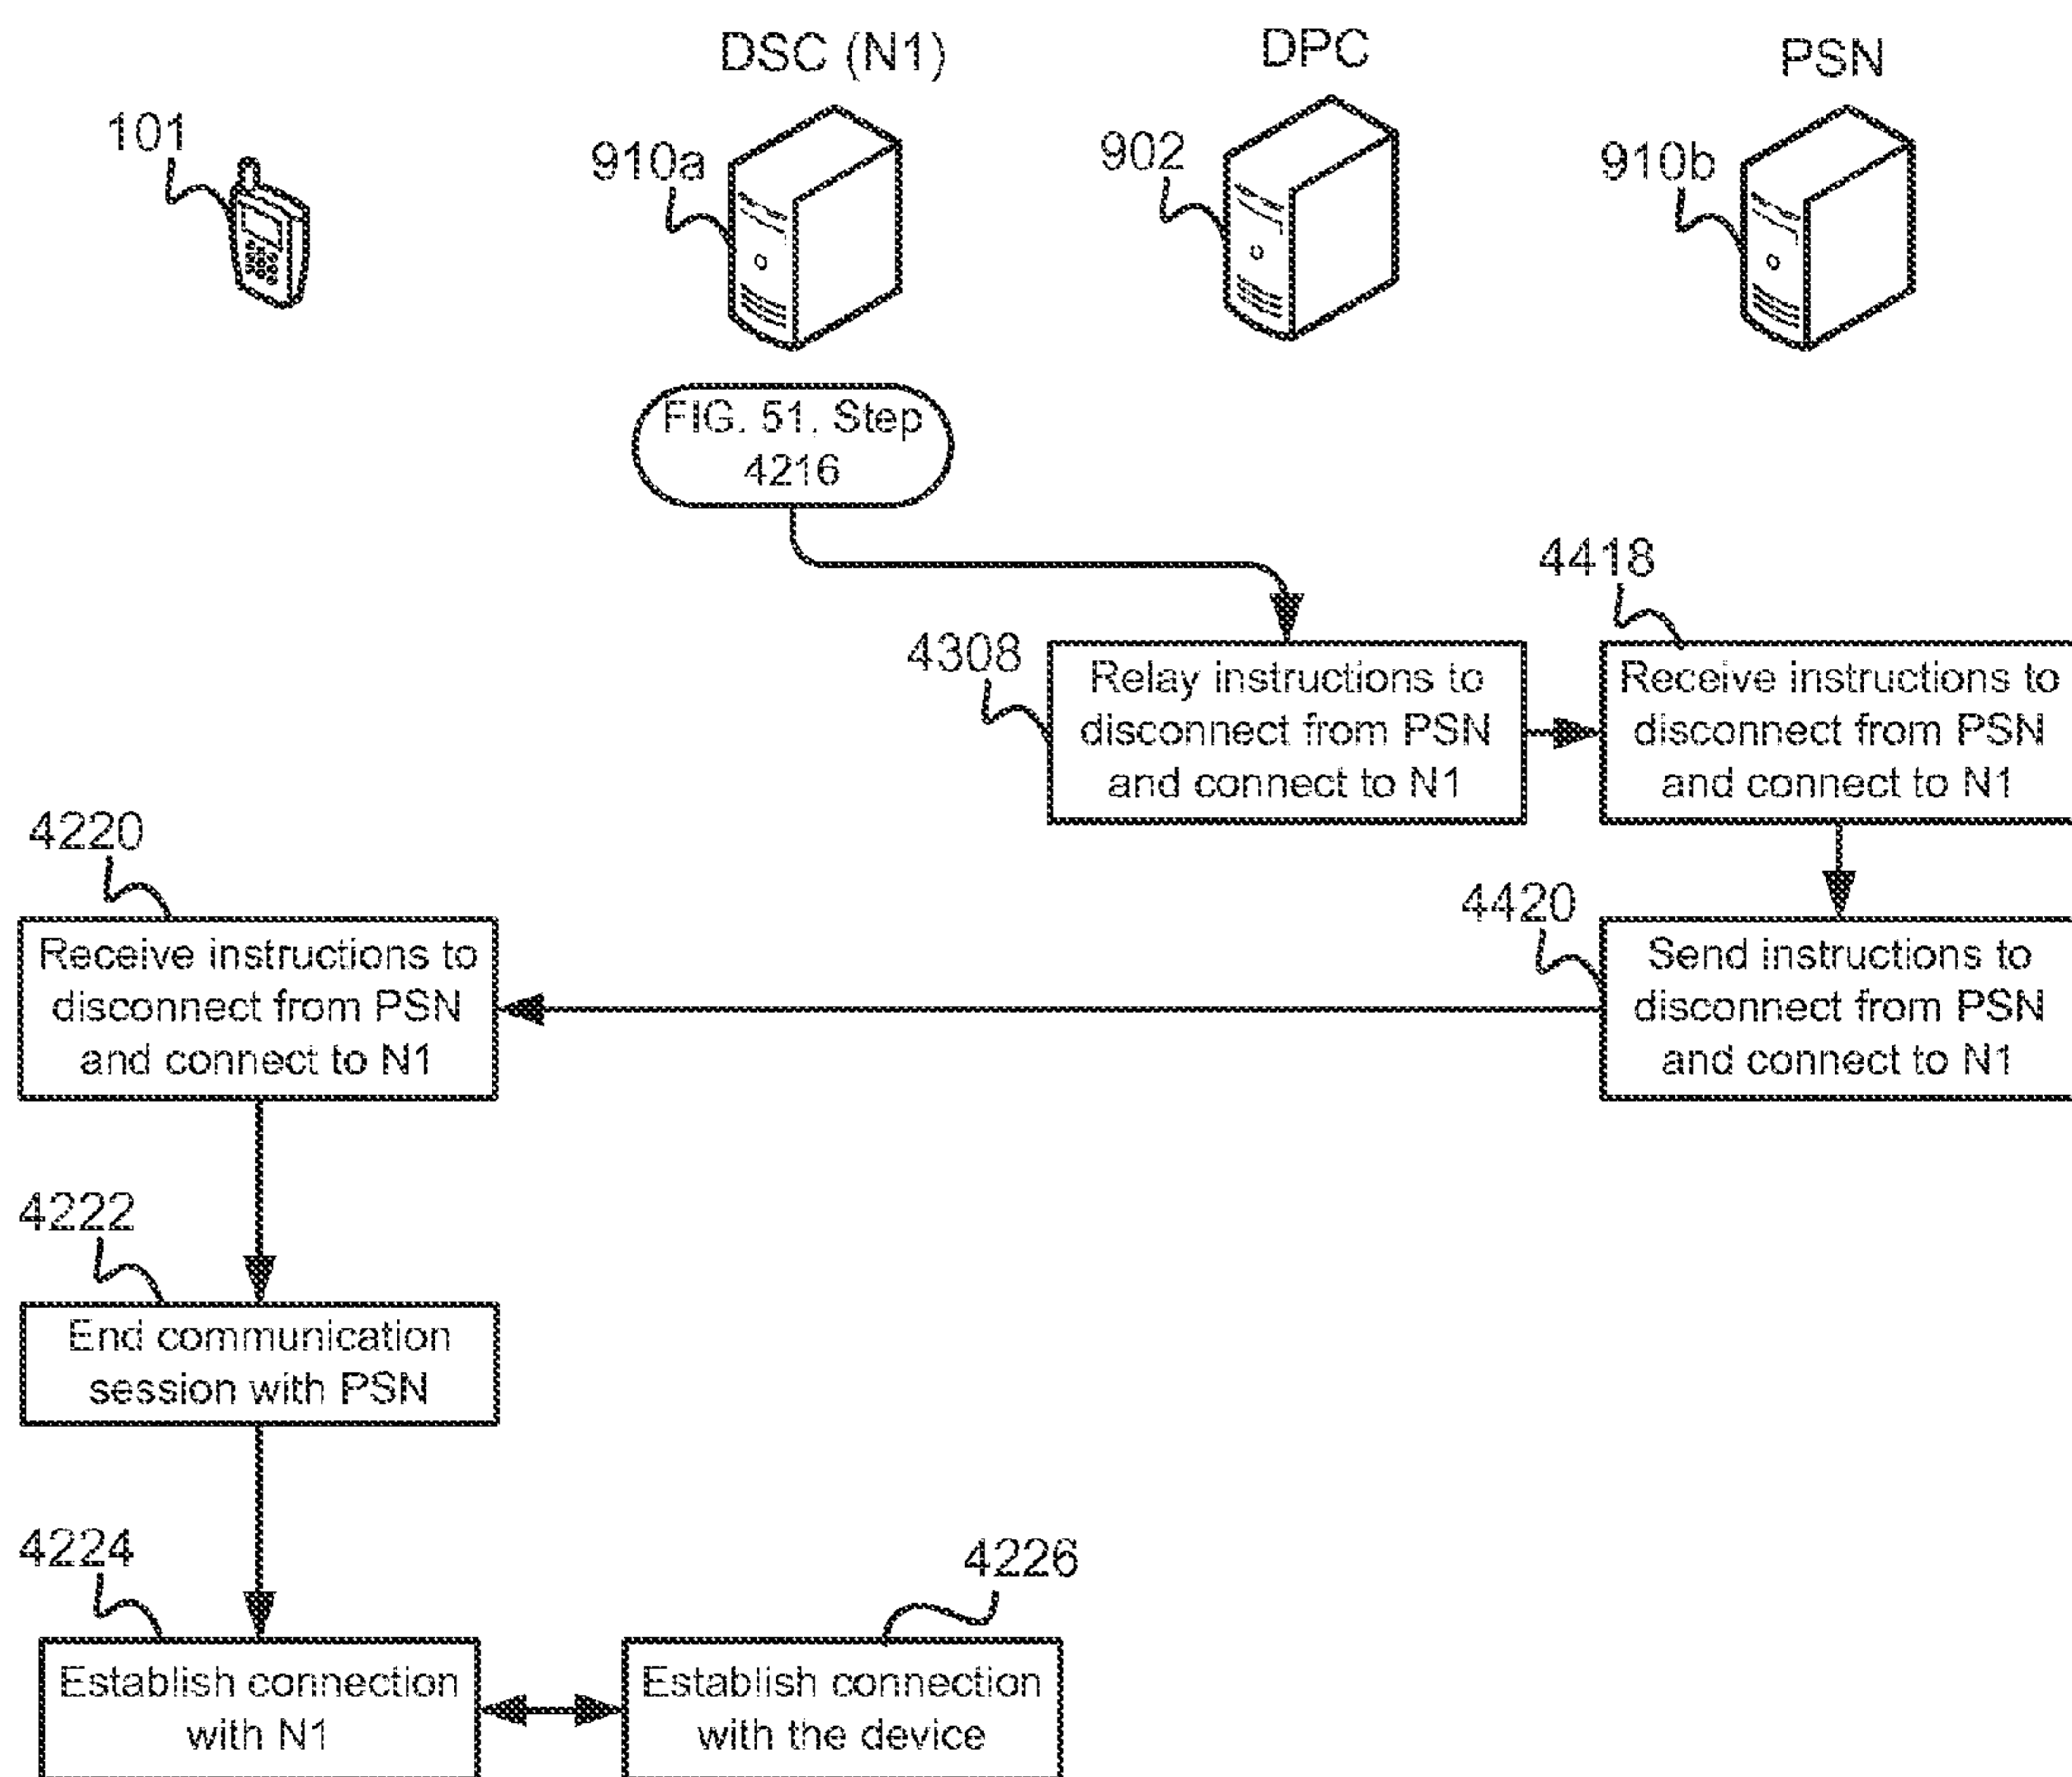 DSC (N1)
DPC
PSN
101
910a
902
910b
FIG. 51, Step
4216
4418
4308
Relay instructions to
disconnect from PSN
and connect to N1
Receive instructions to
disconnect from PSN
and connect to N1
4220
4420
Receive instructions to
disconnect from PSN
and connect to N1
Send instructions to
disconnect from PSN
and connect to N1
4222
End communication
session with PSN
4224
4226
Establish connection
with N1
Establish connection
with the device